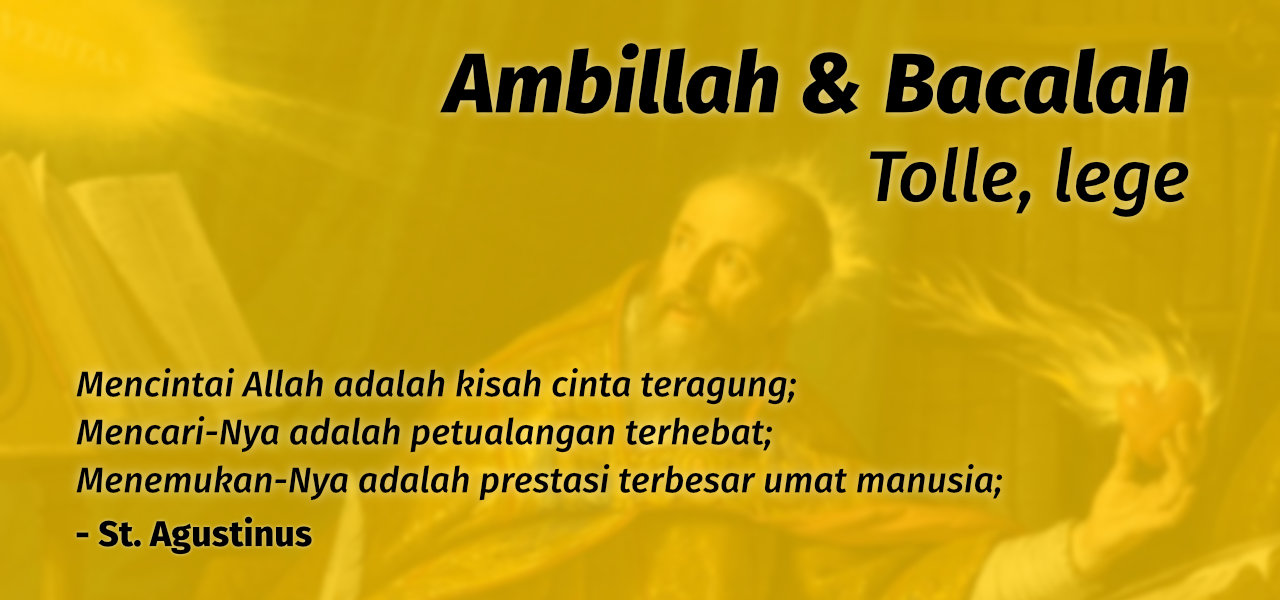 VERITAS
Ambillah & Bacalah
Tolle, lege
Mencintai Allah adalah kisah cinta teragung;
Mencari-Nya adalah petualangan terhebat;
Menemukan-Nya adalah prestasi terbesar umat manusia;
- St. Agustinus